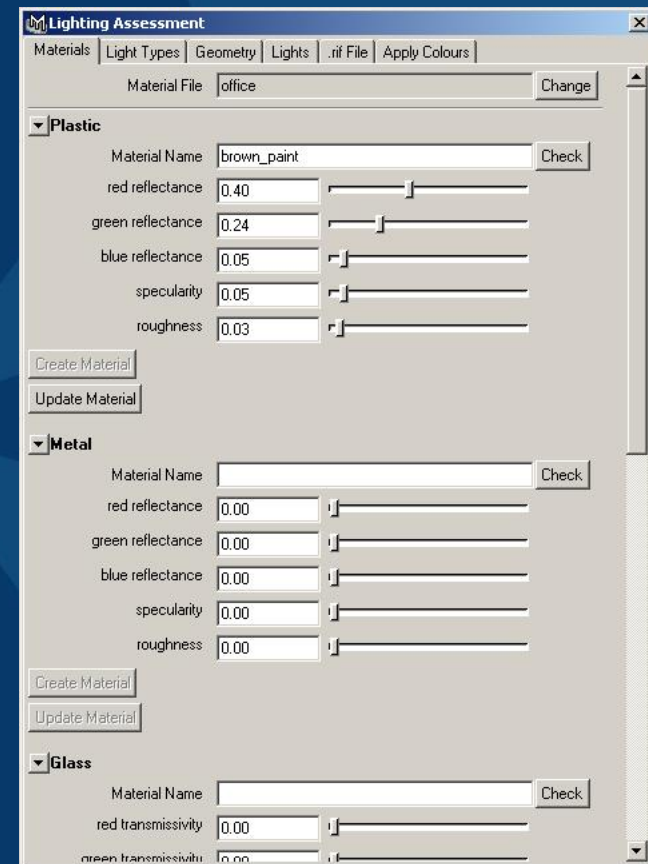 Lighting Assessment
Materials Light Types Geometry Lights .rif File Apply Colours
Material File office Change
Plastic
Material Name brown_paint Check
red reflectance 0.40
green reflectance 0.24
blue reflectance 0.05
specularity 0.05
roughness 0.03
Create Material
Update Material
Metal
Material Name Check
red reflectance 0.00
green reflectance 0.00
blue reflectance 0.00
specularity 0.00
roughness 0.00
Create Material
Update Material
Glass
Material Name Check
red transmissivity 0.00
green transmissivity 0.00